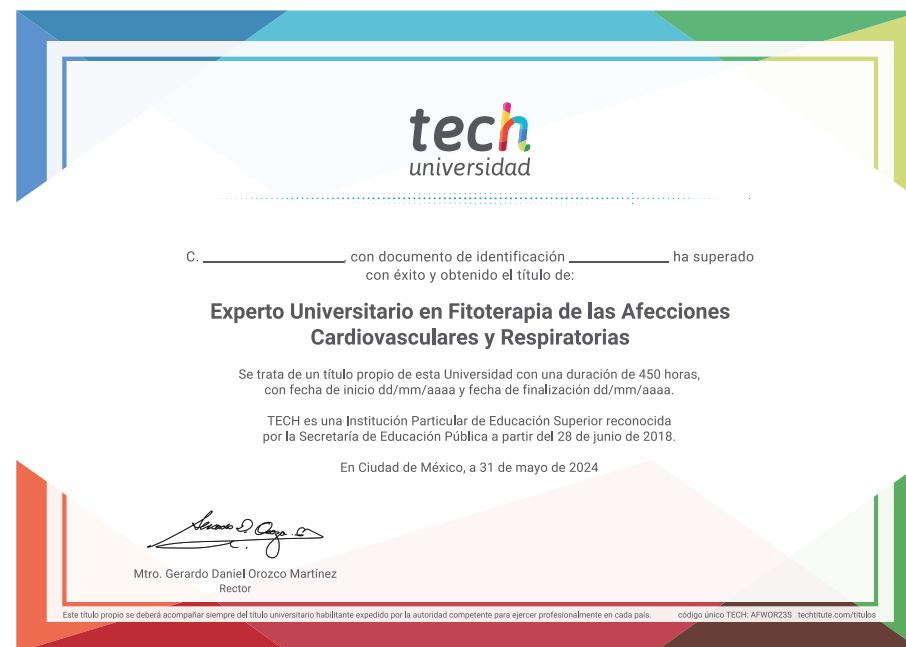 tech
universidad
C. ____________, con documento de identificación ____________ ha superado
con éxito y obtenido el título de:
Experto Universitario en Fitoterapia de las Afecciones
Cardiovasculares y Respiratorias
Se trata de un título propio de esta Universidad con una duración de 450 horas,
con fecha de inicio dd/mm/aaaa y fecha de finalización dd/mm/aaaa.
TECH es una Institución Particular de Educación Superior reconocida
por la Secretaría de Educación Pública a partir del 28 de junio de 2018.
En Ciudad de México, a 31 de mayo de 2024
Mtro. Gerardo Daniel Orozco Martínez
Rector
Este título propio se deberá acompañar siempre del título universitario habilitante expedido por la autoridad competente para ejercer profesionalmente en cada país. código único TECH: AFWOR23S techtitute.com/titulos